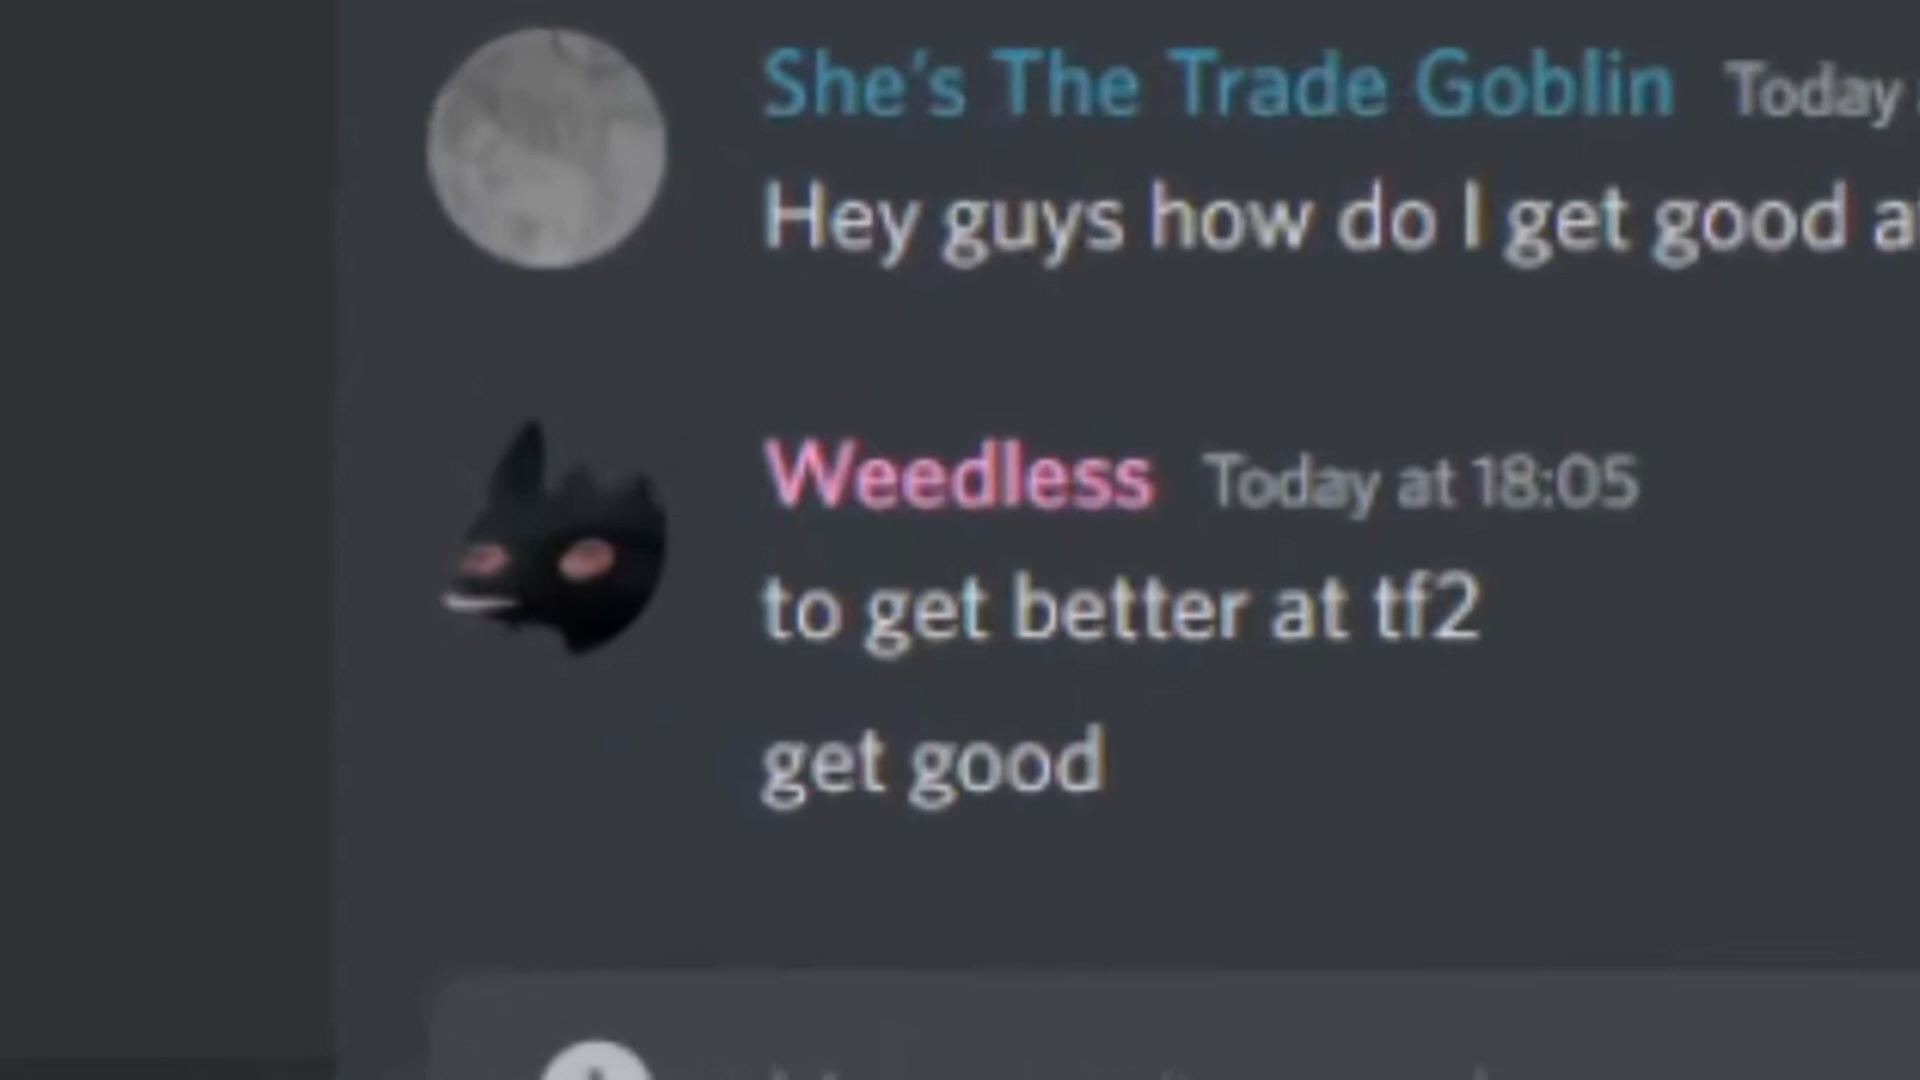 She's The Trade Goblin Today
Hey guys how do I get good
Weedless Today at 18:05
to get better at tf2
get good